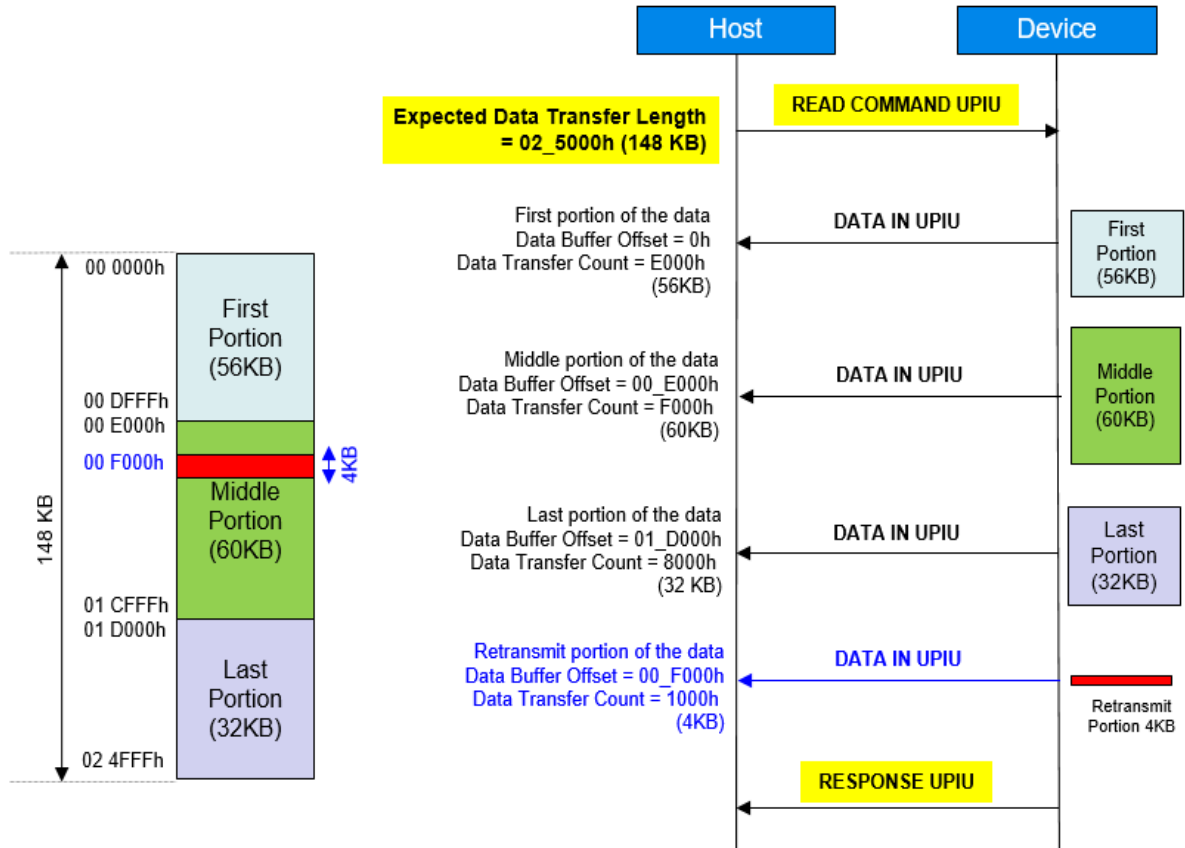 Host
Device
Expected Data Transfer Length
= 02_5000h (148 KB)
READ COMMAND UPIU
First portion of the data
Data Buffer Offset = 0h
Data Transfer Count = E000h
(56KB)
DATA IN UPIU
First
Portion
(56KB)
Middle portion of the data
Data Buffer Offset = 00_E000h
Data Transfer Count = F000h
(60KB)
DATA IN UPIU
Middle
Portion
(60KB)
Last portion of the data
Data Buffer Offset = 01_D000h
Data Transfer Count = 8000h
(32 KB)
DATA IN UPIU
Last
Portion
(32KB)
Retransmit portion of the data
Data Buffer Offset = 00_F000h
Data Transfer Count = 1000h
(4KB)
DATA IN UPIU
Retransmit
Portion 4KB
RESPONSE UPIU
148 KB
00 0000h
First
Portion
(56KB)
00 DFFFh
00 E000h
00 F000h
4KB
Middle
Portion
(60KB)
01 CFFFh
01 D000h
Last
Portion
(32KB)
02 4FFFh